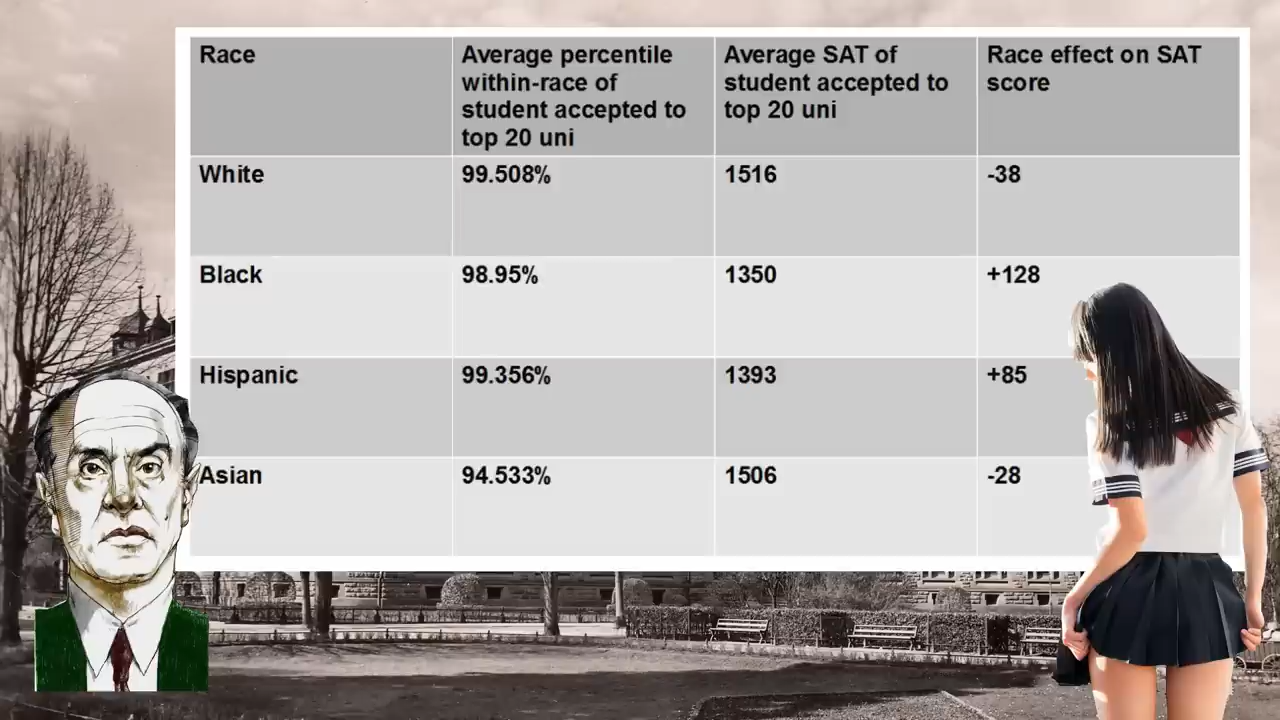 Race
Average percentile
within-race of
student accepted to
top 20 uni
Average SAT of
student accepted to
top 20 uni
Race effect on SAT
score
White
99.508%
1516
-38
Black
98.95%
1350
+128
Hispanic
99.356%
1393
+85
Asian
94.533%
1506
-28